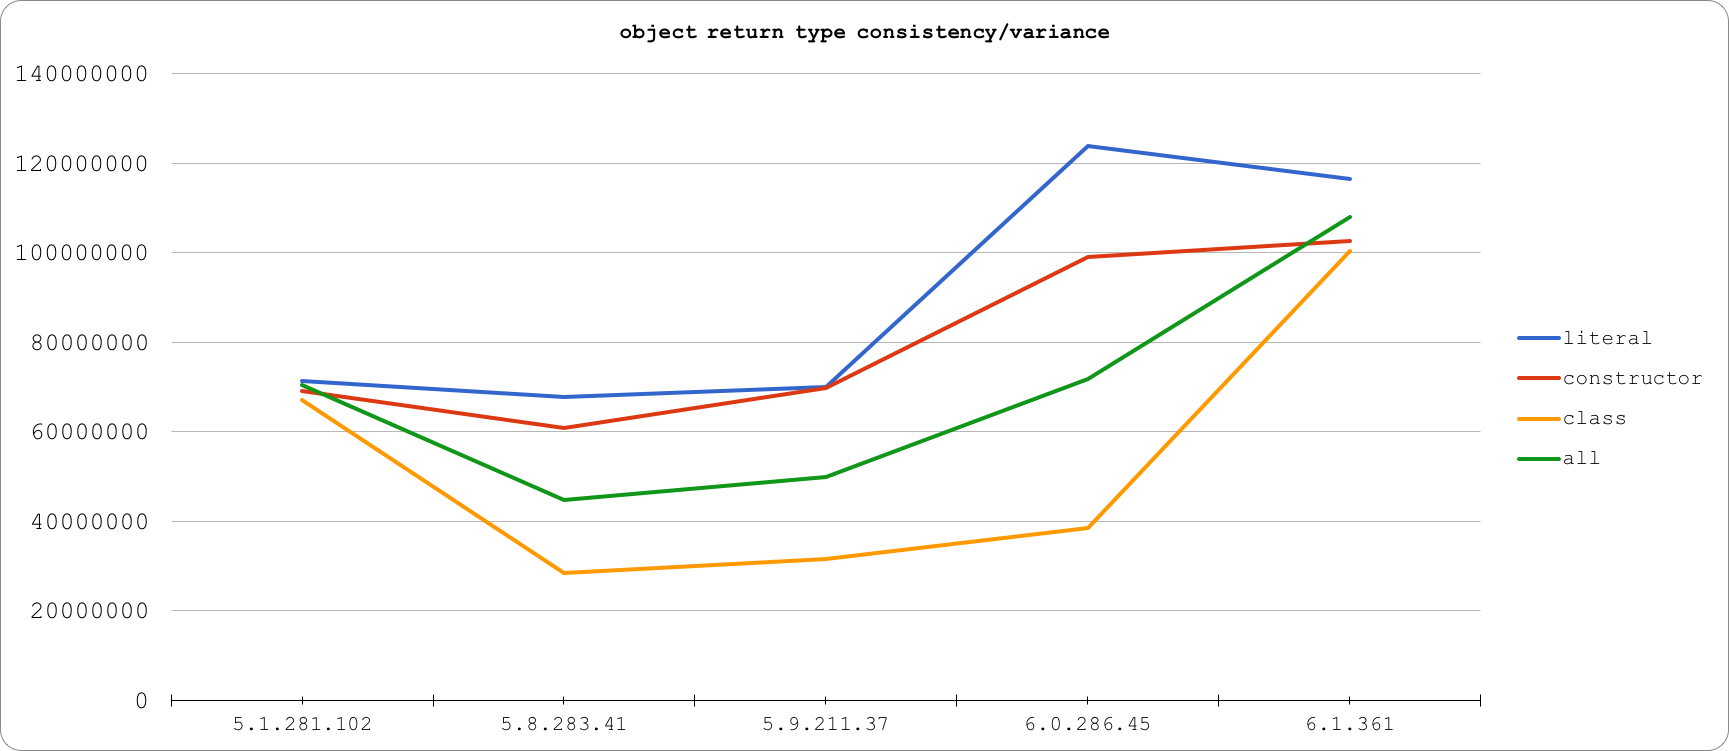 object return type consistency/variance
140000000
120000000
100000000
80000000
60000000
40000000
20000000
0
5.1.281.102 5.8.283.41 5.9.211.37 6.0.286.45 6.1.361
literal
constructor
class
all